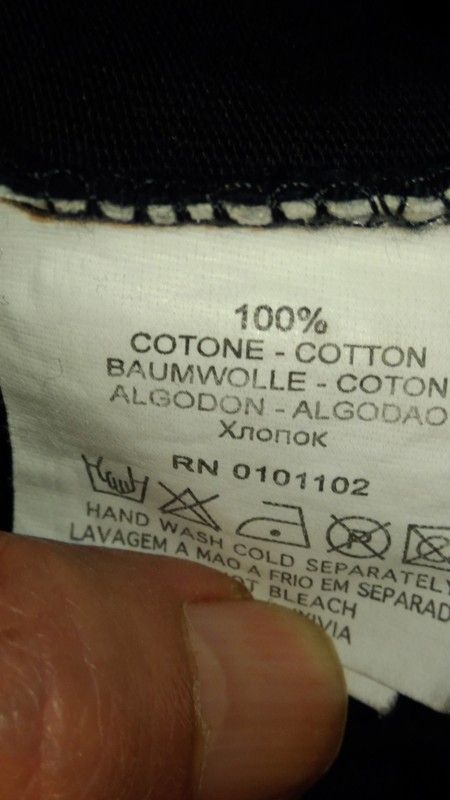 100%
COTONE - COTTON
BAUMWOLLE - COTON
ALGODON - ALGODAO
Хлопок
RN 0101102
HAND WASH COLD SEPARATELY
LAVAGEM A MAO A FRIO EM SEPARAD
BLEACH